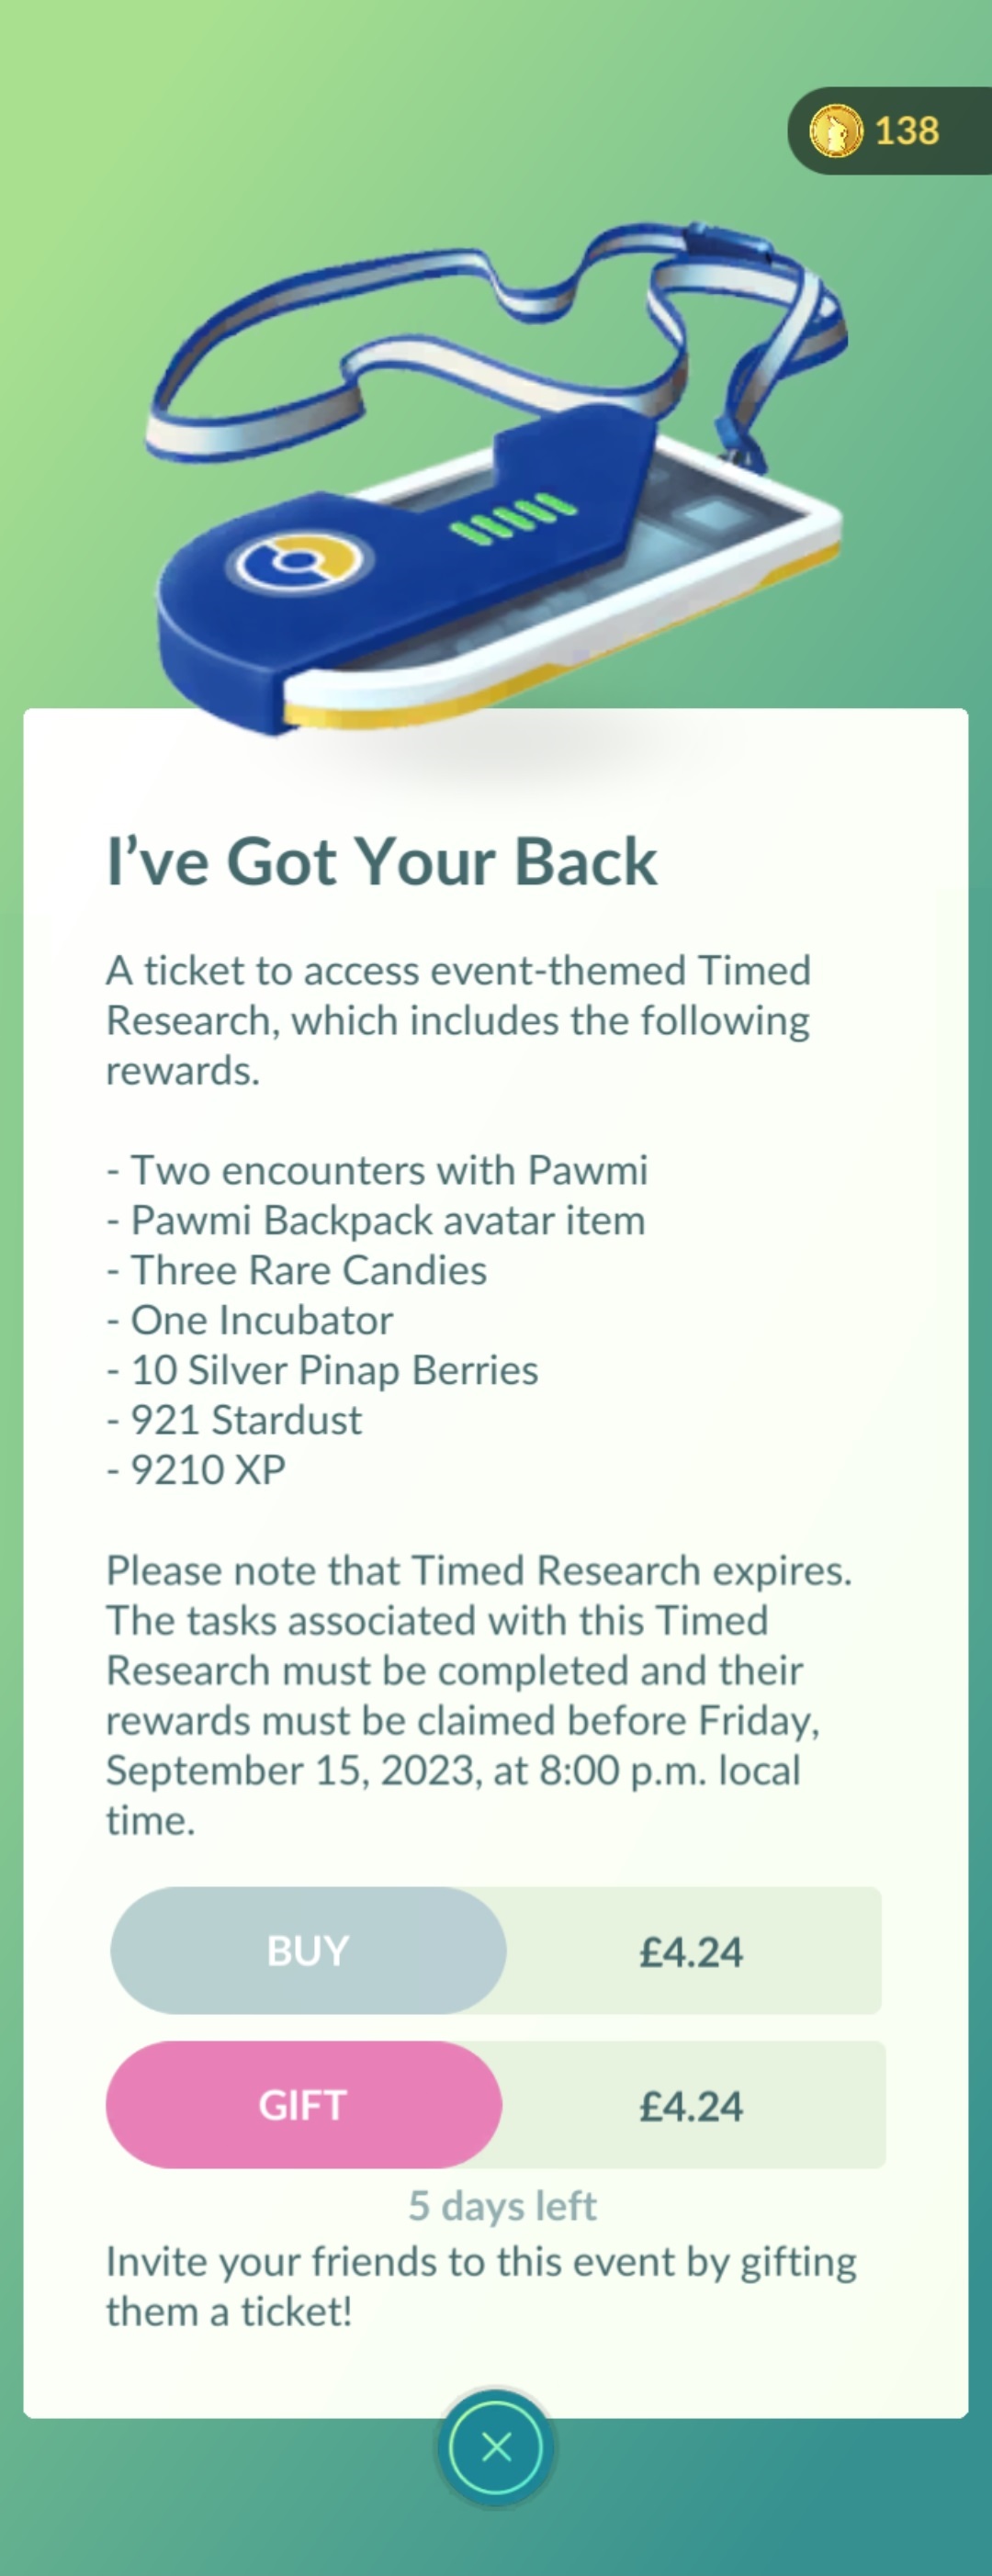 138
I’ve Got Your Back
A ticket to access event-themed Timed
Research, which includes the following
rewards.
- Two encounters with Pawmi
- Pawmi Backpack avatar item
- Three Rare Candies
- One Incubator
- 10 Silver Pinap Berries
- 921 Stardust
- 9210 XP
Please note that Timed Research expires.
The tasks associated with this Timed
Research must be completed and their
rewards must be claimed before Friday,
September 15, 2023, at 8:00 p.m. local
time.
BUY £4.24
GIFT £4.24
5 days left
Invite your friends to this event by gifting
them a ticket!